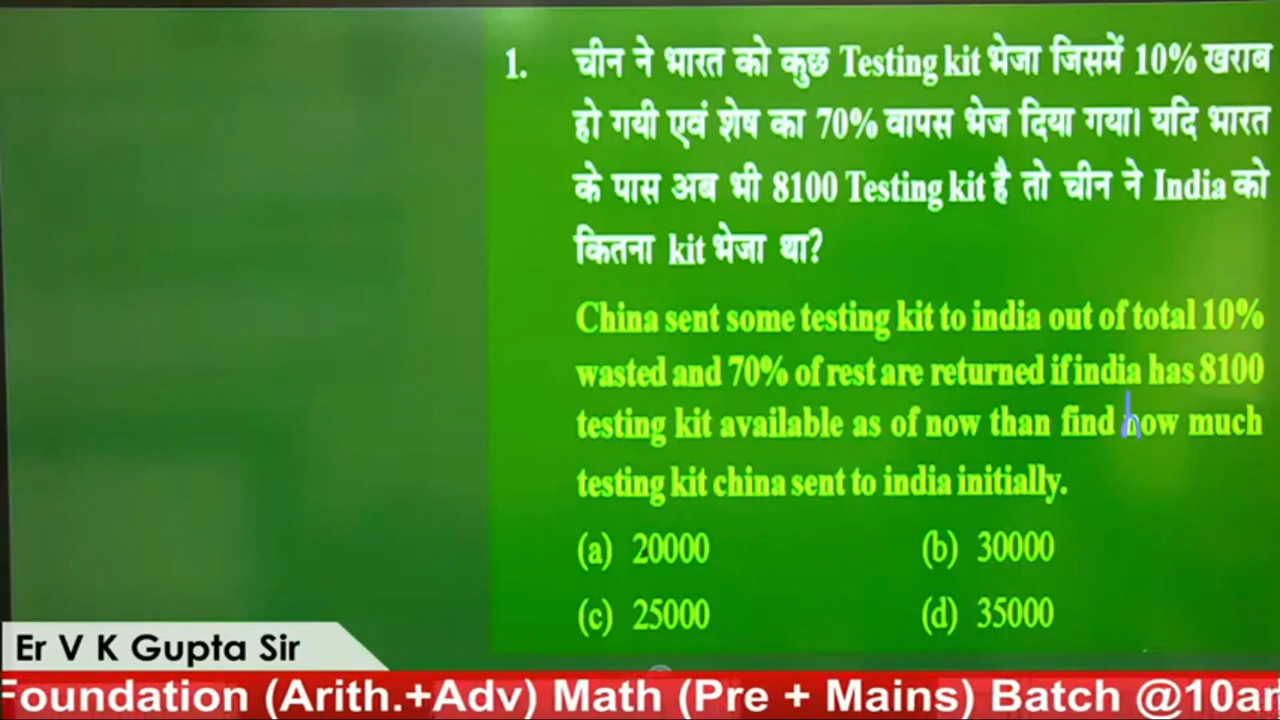 1. चीन ने भारत को कुछ Testing kit भेजा जिसमें 10% खराब
हो गयी एवं शेष का 70% वापस भेज दिया गया। यदि भारत
के पास अब भी 8100 Testing kit है तो चीन ने India को
कितना kit भेजा था?
China sent some testing kit to india out of total 10%
wasted and 70% of rest are returned if india has 8100
testing kit available as of now than find how much
testing kit china sent to india initially.
(a) 20000 (b) 30000
(c) 25000 (d) 35000
Er V K Gupta Sir
Foundation (Arith.+Adv) Math (Pre + Mains) Batch @10am